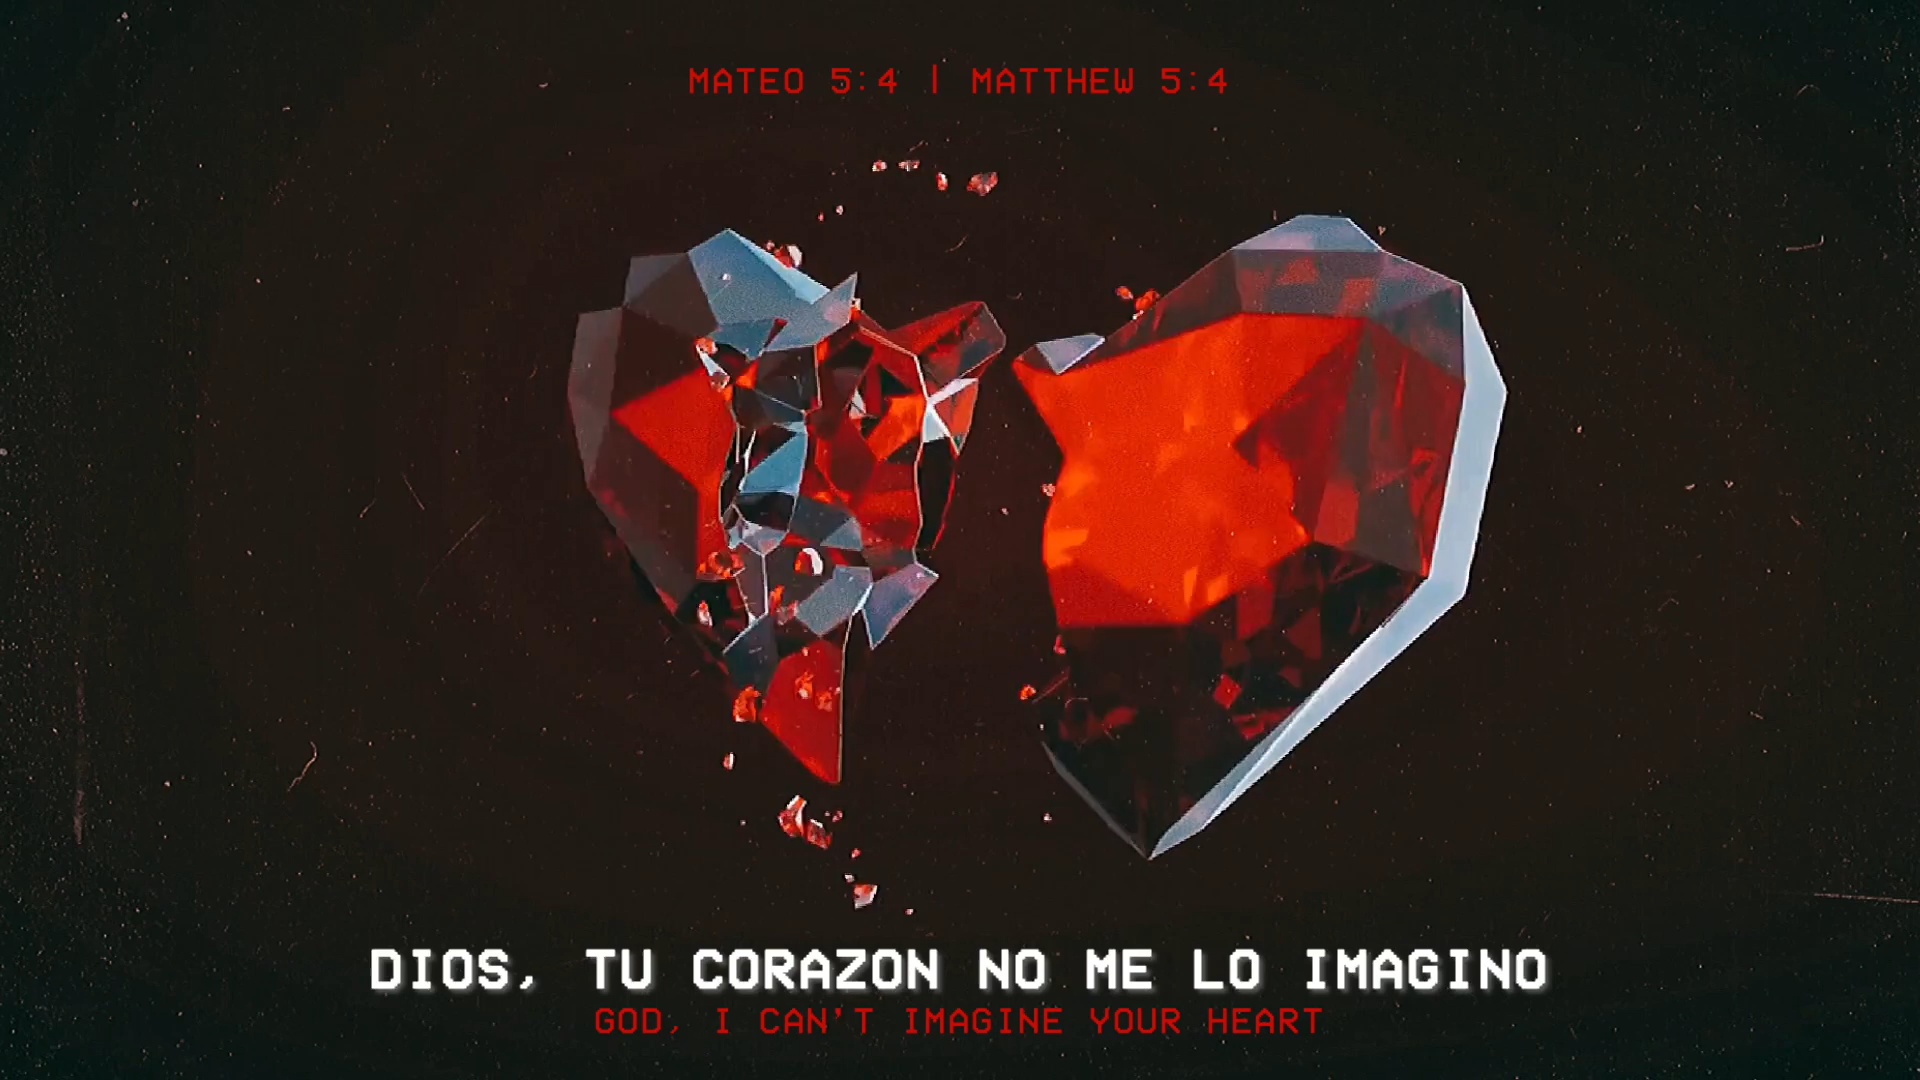 MATEO 5:4 | MATTHEW 5:4
DIOS, TU CORAZON NO ME LO IMAGINO
GOD, I CAN'T IMAGINE YOUR HEART